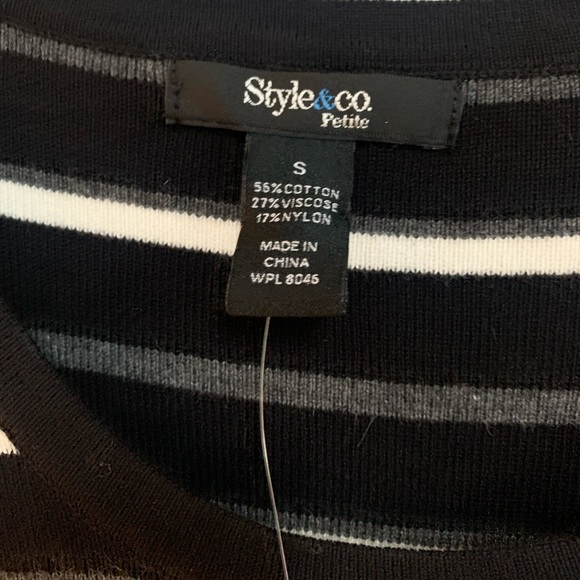 Style&co.
Petite
S
56%COTTON
27%VISCOSE
17%NYLON
MADE IN
CHINA
WPL 8046